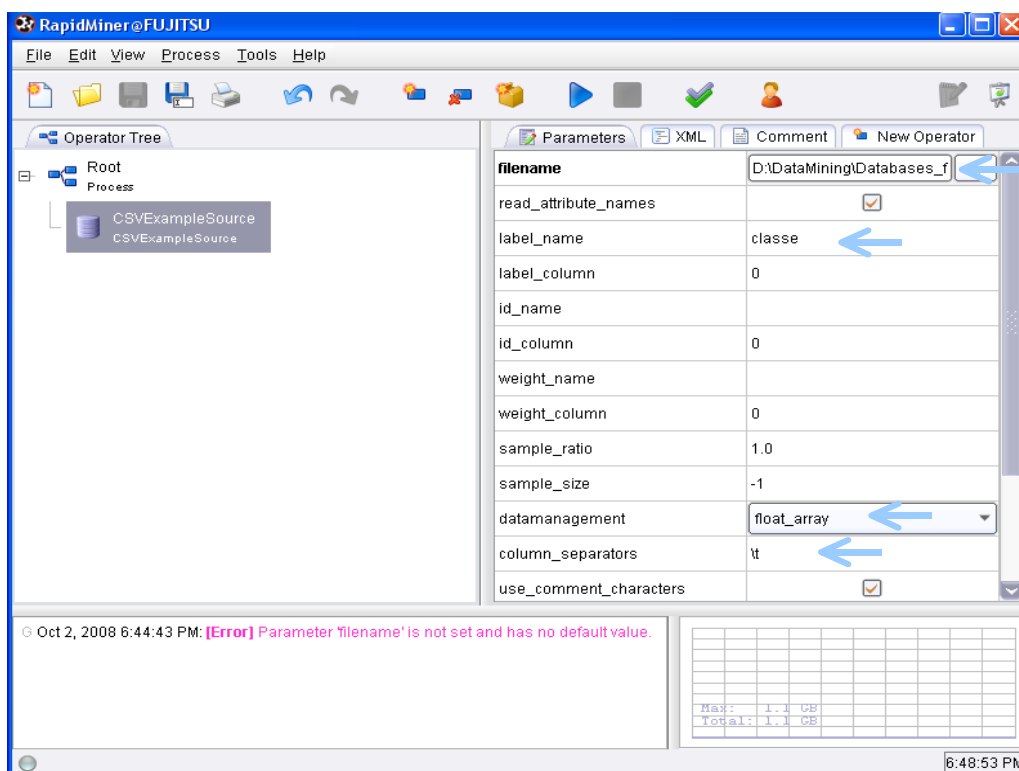 RapidMiner@FUJITSU
File Edit View Process Tools Help
Operator Tree
Root
Process
CSVExampleSource
CSVExampleSource
Parameters XML Comment New Operator
filename D:\DataMining\Databases_f
read_attribute_names
label_name classe
label_column 0
id_name
id_column 0
weight_name
weight_column 0
sample_ratio 1.0
sample_size -1
datamanagement float_array
column_separators \t
use_comment_characters
G Oct 2, 2008 6:44:43 PM: [Error] Parameter 'filename' is not set and has no default value.
Max: 1.1 GB
Total: 1.1 GB
6:48:53 PM